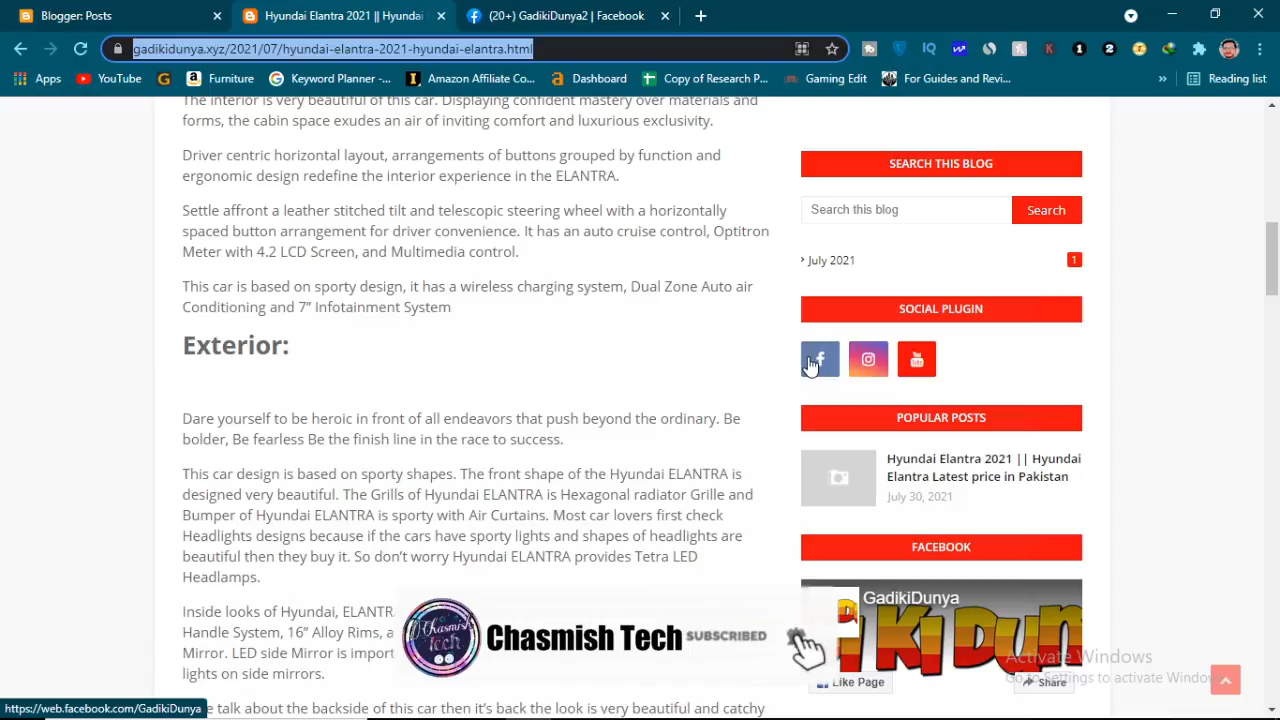 Blogger: Posts
Hyundai Elantra 2021 || Hyundai
(20+) GadikiDunya2 | Facebook
gadikidunya.xyz/2021/07/hyundai-elantra-2021-hyundai-elantra.html
Apps
YouTube
Furniture
Keyword Planner -...
Amazon Affiliate Co...
Dashboard
Copy of Research P...
Gaming Edit
For Guides and Revi...
Reading list
The interior is very beautiful of this car. Displaying confident mastery over materials and
forms, the cabin space exudes an air of inviting comfort and luxurious exclusivity.
Driver centric horizontal layout, arrangements of buttons grouped by function and
ergonomic design redefine the interior experience in the ELANTRA.
Settle affront a leather stitched tilt and telescopic steering wheel with a horizontally
spaced button arrangement for driver convenience. It has an auto cruise control, Optitron
Meter with 4.2 LCD Screen, and Multimedia control.
This car is based on sporty design, it has a wireless charging system, Dual Zone Auto air
Conditioning and 7” Infotainment System
Exterior:
Dare yourself to be heroic in front of all endeavors that push beyond the ordinary. Be
bolder, Be fearless Be the finish line in the race to success.
This car design is based on sporty shapes. The front shape of the Hyundai ELANTRA is
designed very beautiful. The Grills of Hyundai ELANTRA is Hexagonal radiator Grille and
Bumper of Hyundai ELANTRA is sporty with Air Curtains. Most car lovers first check
Headlights designs because if the cars have sporty lights and shapes of headlights are
beautiful then they buy it. So don’t worry Hyundai ELANTRA provides Tetra LED
Headlamps.
Inside looks of Hyundai, ELANTRA
Handle System, 16” Alloy Rims,
Mirror. LED side Mirror is import
lights on side mirrors.
talk about the backside of this car then it’s back the look is very beautiful and catchy
SEARCH THIS BLOG
Search this blog
Search
July 2021
1
SOCIAL PLUGIN
POPULAR POSTS
Hyundai Elantra 2021 || Hyundai
Elantra Latest price in Pakistan
July 30, 2021
FACEBOOK
GadikiDunya
KI DUN
Like Page
Share
Chasmish Tech
Chasmish Tech
SUBSCRIBED
Activate Windows
Go to Settings to activate Windows
https://web.facebook.com/GadikiDunya